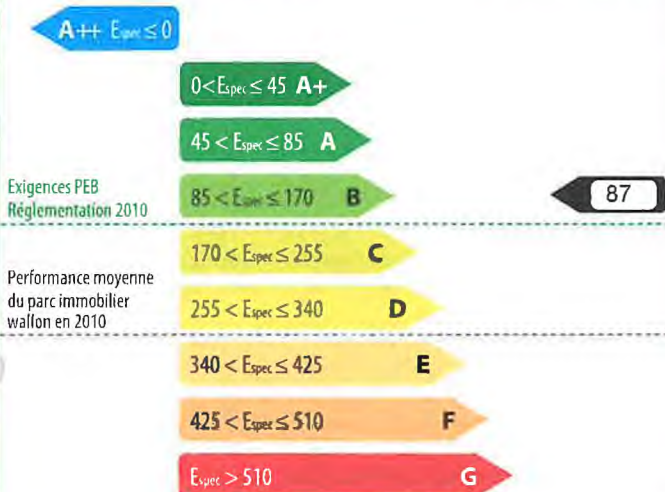 A++ Espec ≤ 0
0 < Espec ≤ 45 A+
45 < Espec ≤ 85 A
Exigences PEB
Réglementation 2010
85 < Espec ≤ 170 B
87
170 < Espec ≤ 255 C
Performance moyenne
du parc immobilier
wallon en 2010
255 < Espec ≤ 340 D
340 < Espec ≤ 425 E
425 < Espec ≤ 510 F
Espec > 510 G